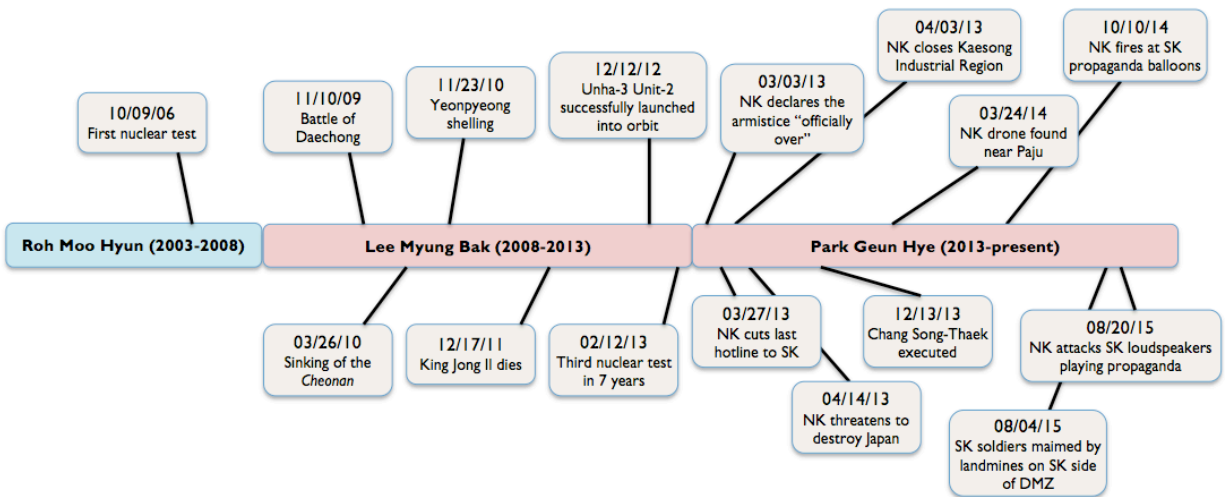 10/09/06
First nuclear test
11/10/09
Battle of
Daechong
11/23/10
Yeonpyeong
shelling
12/12/12
Unha-3 Unit-2
successfully launched
into orbit
03/03/13
NK declares the
armistice “officially
over”
04/03/13
NK closes Kaesong
Industrial Region
03/24/14
NK drone found
near Paju
10/10/14
NK fires at SK
propaganda balloons
Roh Moo Hyun (2003-2008)
Lee Myung Bak (2008-2013)
Park Geun Hye (2013-present)
03/26/10
Sinking of the
Cheonan
12/17/11
King Jong Il dies
02/12/13
Third nuclear test
in 7 years
03/27/13
NK cuts last
hotline to SK
04/14/13
NK threatens to
destroy Japan
12/13/13
Chang Song-Thaek
executed
08/20/15
NK attacks SK loudspeakers
playing propaganda
08/04/15
SK soldiers maimed by
landmines on SK side
of DMZ